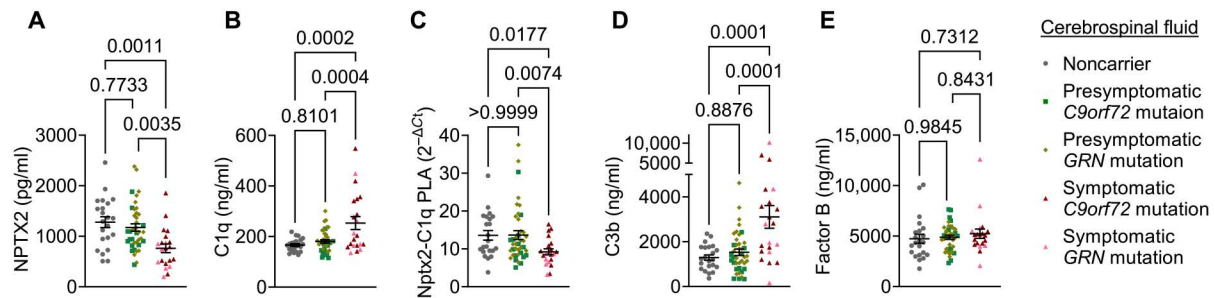 A
0.0011
0.7733
0.0035
NPTX2 (pg/ml)
3000
2000
1000
0
B
0.0002
0.0004
0.8101
C1q (ng/ml)
600
400
200
0
C
0.0177
0.0074
>0.9999
Nptx2-C1q PLA (2⁻ΔCt)
40
30
20
10
0
D
0.0001
0.0001
0.8876
C3b (ng/ml)
10,000
5000
4000
2000
0
E
0.7312
0.8431
0.9845
Factor B (ng/ml)
15,000
10,000
5000
0
Cerebrospinal fluid
Noncarrier
Presymptomatic
C9orf72 mutaion
Presymptomatic
GRN mutation
Symptomatic
C9orf72 mutation
Symptomatic
GRN mutation